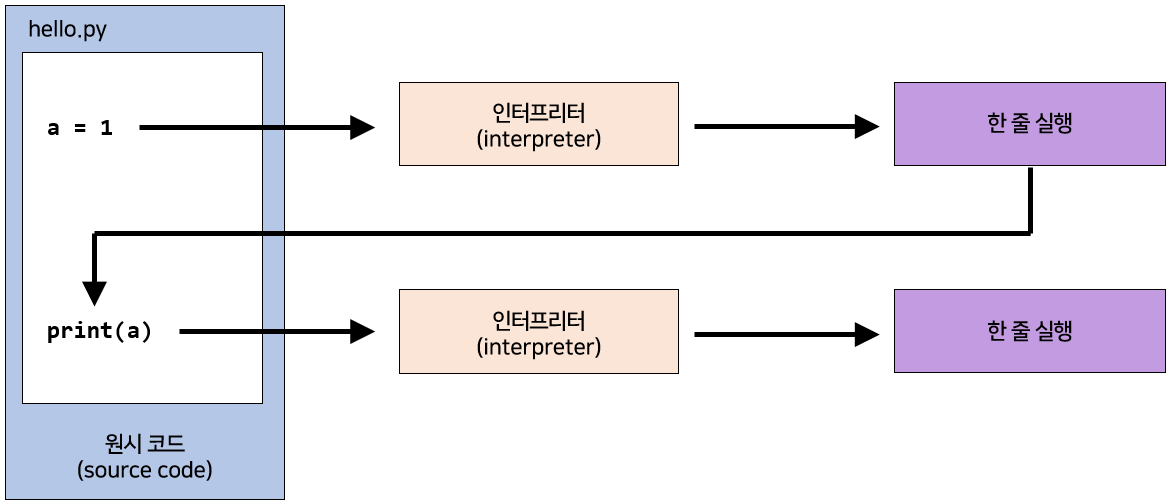 hello.py
a = 1
인터프리터
(interpreter)
한 줄 실행
print(a)
인터프리터
(interpreter)
한 줄 실행
원시 코드
(source code)